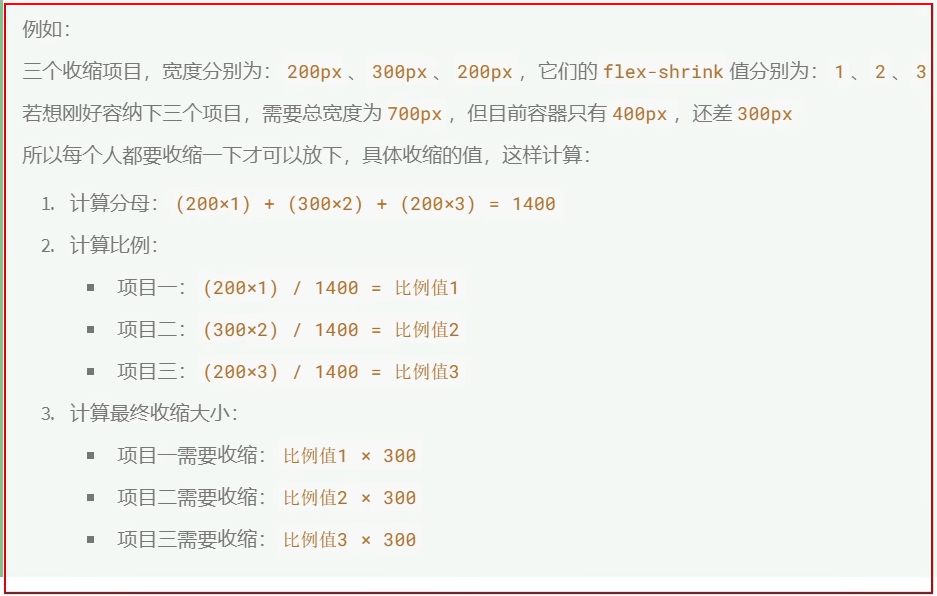 例如：
三个收缩项目，宽度分别为： 200px 、 300px 、 200px ，它们的 flex-shrink 值分别为： 1 、 2 、 3
若想刚好容纳下三个项目，需要总宽度为 700px ，但目前容器只有 400px ，还差 300px
所以每个人都要收缩一下才可以放下，具体收缩的值，这样计算：
1. 计算分母： (200×1) + (300×2) + (200×3) = 1400
2. 计算比例：
▪ 项目一： (200×1) / 1400 = 比例值1
▪ 项目二： (300×2) / 1400 = 比例值2
▪ 项目三： (200×3) / 1400 = 比例值3
3. 计算最终收缩大小：
▪ 项目一需要收缩： 比例值1 × 300
▪ 项目二需要收缩： 比例值2 × 300
▪ 项目三需要收缩： 比例值3 × 300